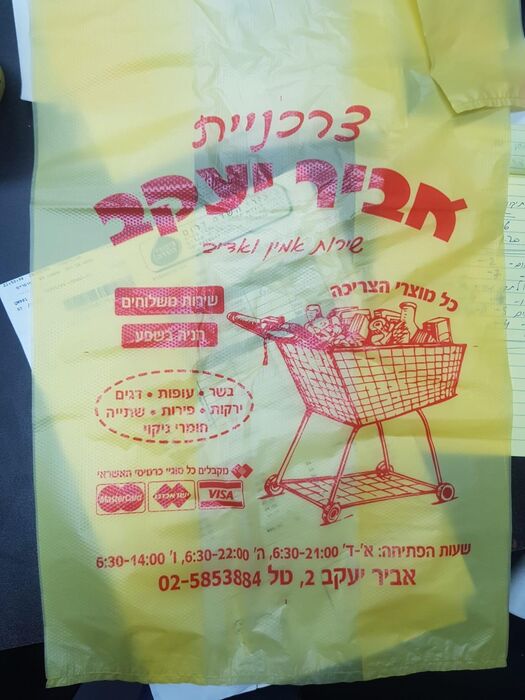 צרכניית
אביר יעקב
שירות אמין ואדיב
כל מוצרי הצריכה
שירות משלוחים
חניה בשפע
בשר • עופות • דגים
ירקות • פירות • שתייה
חומרי ניקוי
מקבלים כל סוגי כרטיסי האשראי
MasterCard
ישראכרט
VISA
שעות הפתיחה: א'-ד' 6:30-21:00, ה' 6:30-22:00, ו' 6:30-14:00
אביר יעקב 2, טל 02-5853884